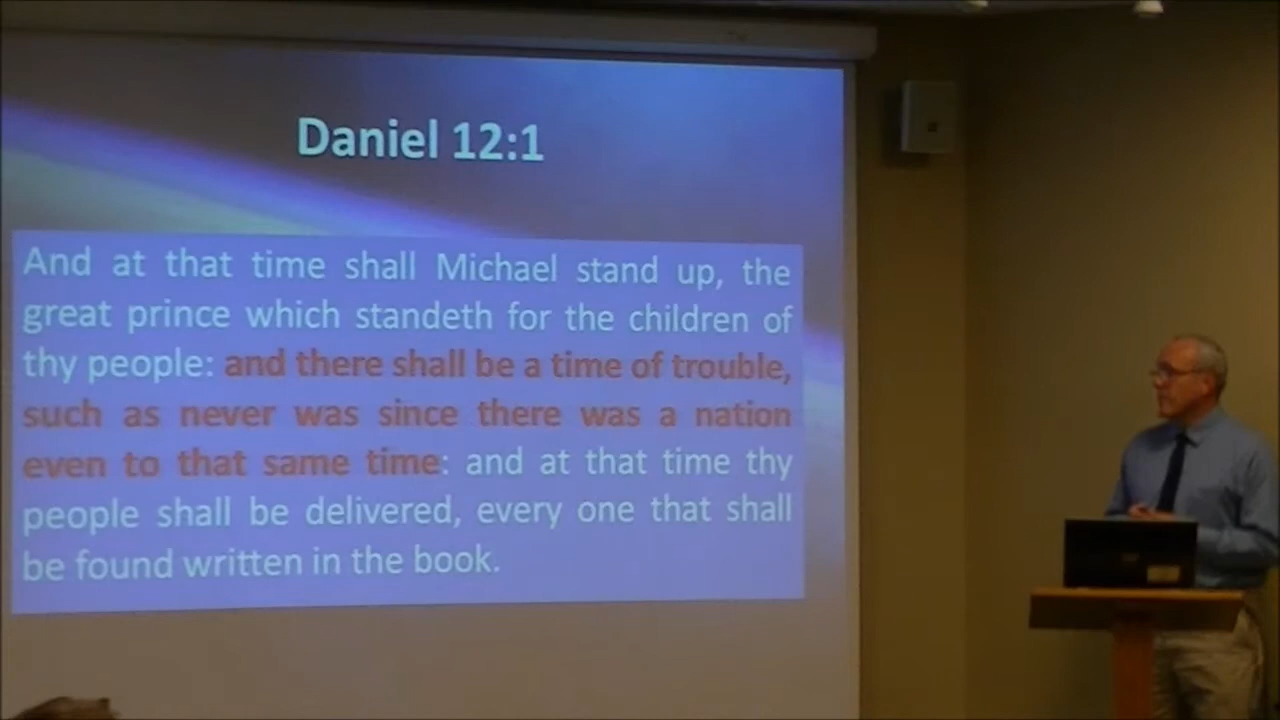 Daniel 12:1
And at that time shall Michael stand up, the
great prince which standeth for the children of
thy people: and there shall be a time of trouble,
such as never was since there was a nation
even to that same time: and at that time thy
people shall be delivered, every one that shall
be found written in the book.